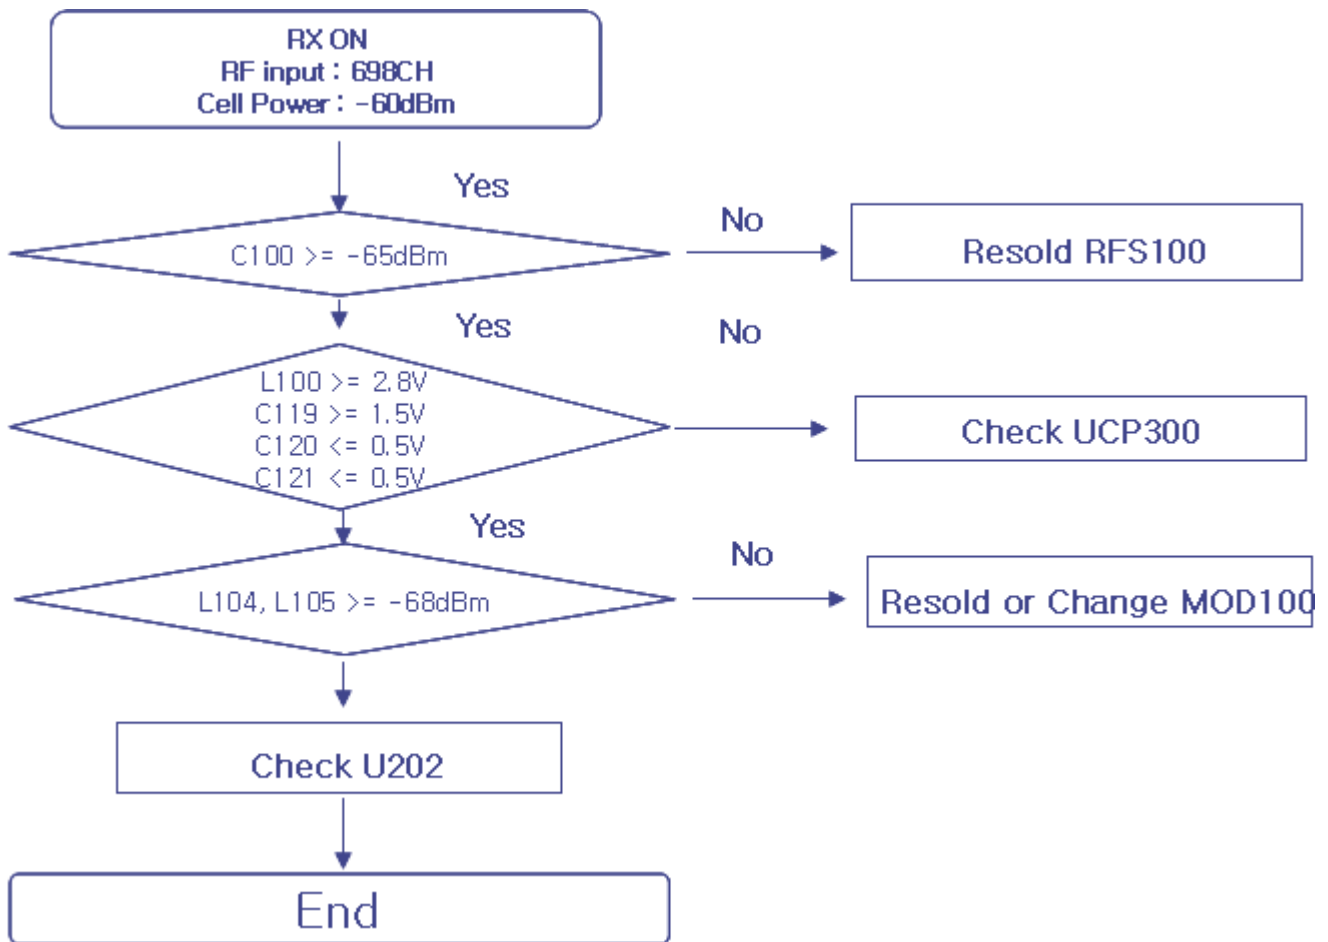 RX ON
RF input : 698CH
Cell Power : -60dBm
Yes
C100 >= -65dBm
No
Resold RFS100
Yes
No
L100 >= 2.8V
C119 >= 1.5V
C120 <= 0.5V
C121 <= 0.5V
Check UCP300
Yes
No
L104, L105 >= -68dBm
Resold or Change MOD100
Check U202
End